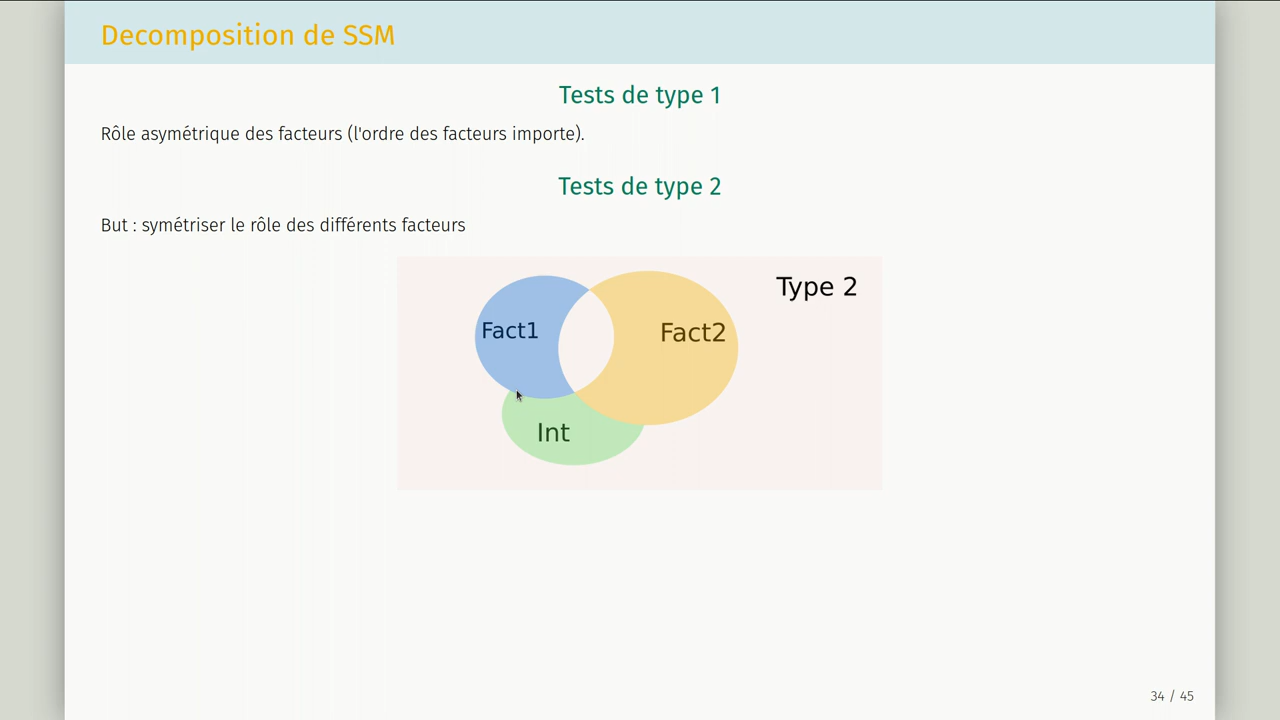 Decomposition de SSM
Tests de type 1
Rôle asymétrique des facteurs (l'ordre des facteurs importe).
Tests de type 2
But : symétriser le rôle des différents facteurs
Type 2
Fact1
Fact2
Int
34 / 45